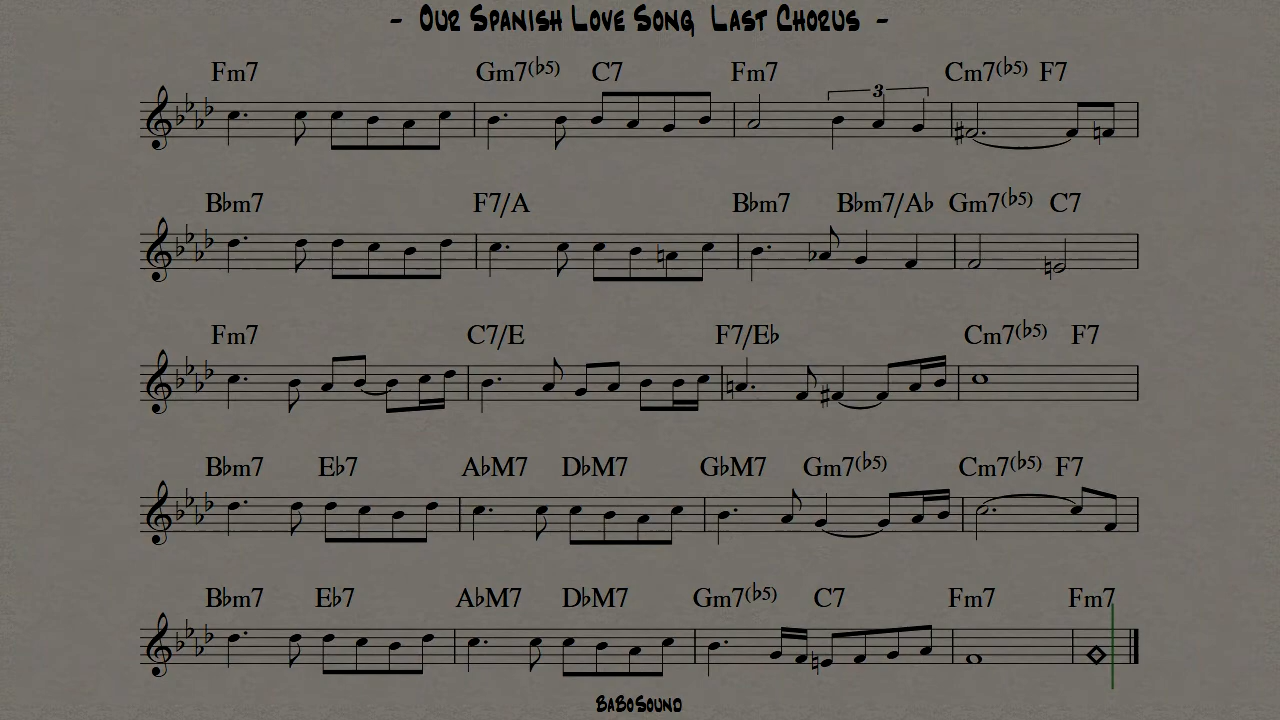 - Our Spanish Love Song Last Chorus -
Fm7 Gm7(♭5) C7 Fm7 Cm7(♭5) F7
3
B♭m7 F7/A B♭m7 B♭m7/A♭ Gm7(♭5) C7
Fm7 C7/E F7/E♭ Cm7(♭5) F7
B♭m7 E♭7 A♭M7 D♭M7 G♭M7 Gm7(♭5) Cm7(♭5) F7
B♭m7 E♭7 A♭M7 D♭M7 Gm7(♭5) C7 Fm7 Fm7
BaBoSound